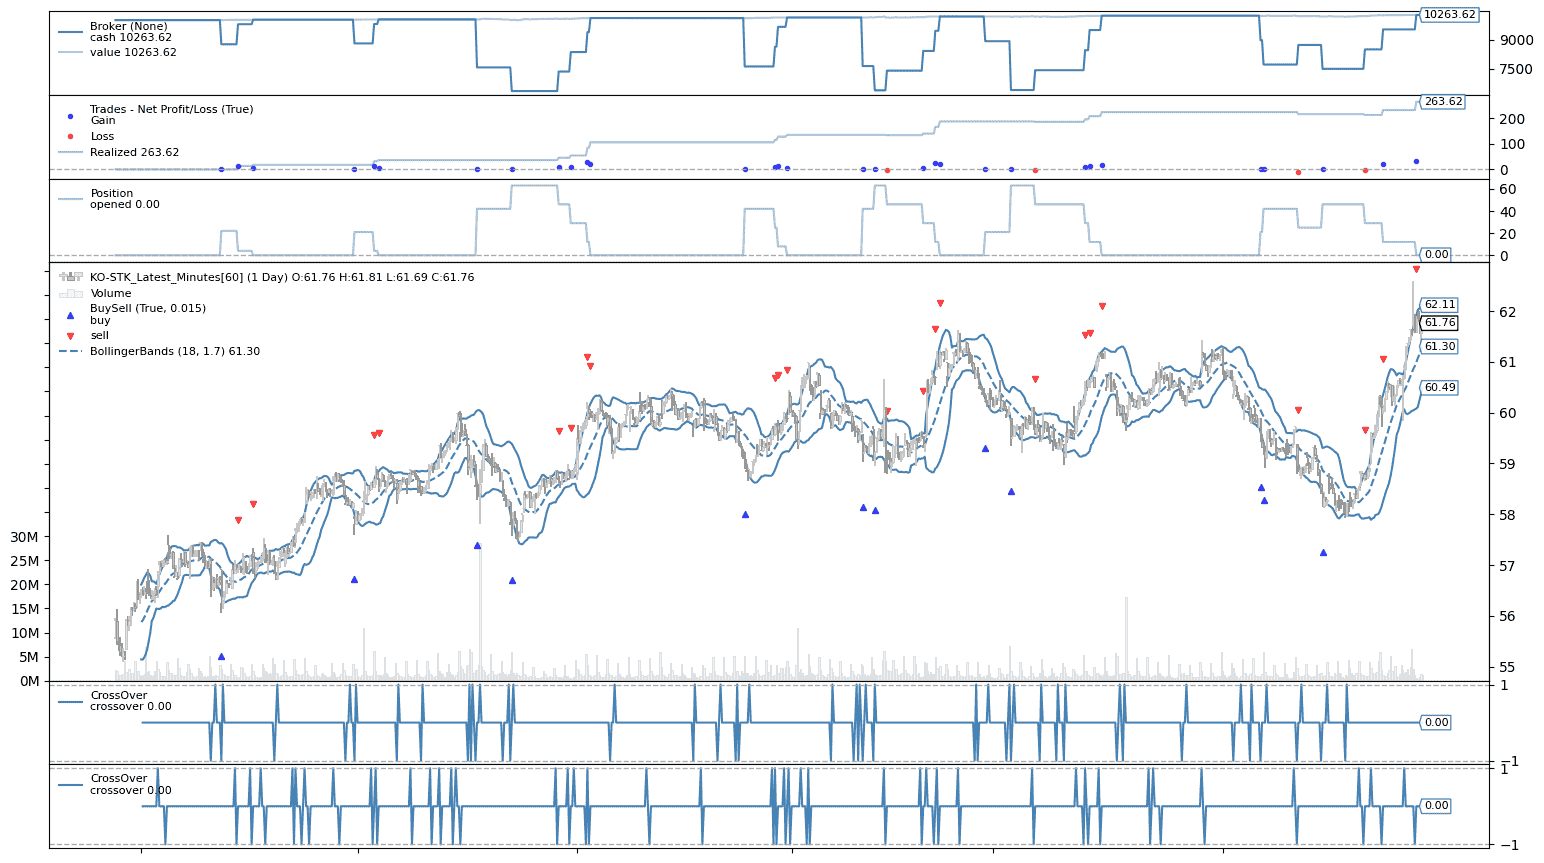 Broker (None)
cash 10263.62
value 10263.62
10263.62
9000
7500
Trades - Net Profit/Loss (True)
Gain
Loss
Realized 263.62
263.62
200
100
0
Position
opened 0.00
60
40
20
0.00
0
KO-STK_Latest_Minutes[60] (1 Day) O:61.76 H:61.81 L:61.69 C:61.76
Volume
BuySell (True, 0.015)
buy
sell
BollingerBands (18, 1.7) 61.30
62.11
62
61.76
61.30
61
60.49
60
59
58
57
56
55
30M
25M
20M
15M
10M
5M
0M
CrossOver
crossover 0.00
1
0.00
−1
CrossOver
crossover 0.00
1
0.00
−1